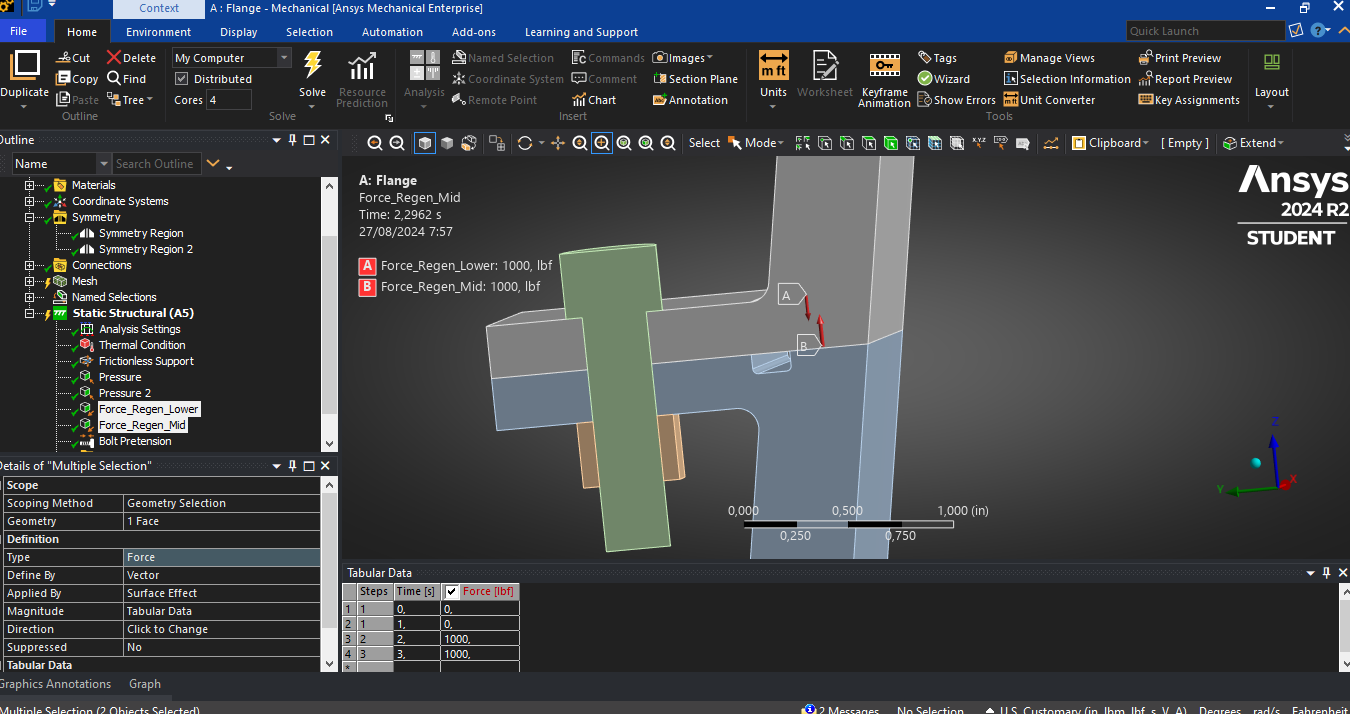 Context
A : Flange - Mechanical [Ansys Mechanical Enterprise]
File Home Environment Display Selection Automation Add-ons Learning and Support
Quick Launch
Duplicate
Cut
Copy
Paste
Delete
Find
Tree
Outline
My Computer
Distributed
Cores 4
Solve
Resource Prediction
Solve
Analysis
Named Selection
Coordinate System
Remote Point
Commands
Comment
Chart
Images
Section Plane
Annotation
Insert
Units
Worksheet
Keyframe Animation
Tags
Wizard
Show Errors
Manage Views
Selection Information
Unit Converter
Print Preview
Report Preview
Key Assignments
Tools
Layout
Outline
Name Search Outline
Materials
Coordinate Systems
Symmetry
Symmetry Region
Symmetry Region 2
Connections
Mesh
Named Selections
Static Structural (A5)
Analysis Settings
Thermal Condition
Frictionless Support
Pressure
Pressure 2
Force_Regen_Lower
Force_Regen_Mid
Bolt Pretension
Details of "Multiple Selection"
Scope
Scoping Method Geometry Selection
Geometry 1 Face
Definition
Type Force
Define By Vector
Applied By Surface Effect
Magnitude Tabular Data
Direction Click to Change
Suppressed No
Tabular Data
Graphics Annotations Graph
Select Mode Clipboard [ Empty ] Extend
A: Flange
Force_Regen_Mid
Time: 2,2962 s
27/08/2024 7:57
A Force_Regen_Lower: 1000, lbf
B Force_Regen_Mid: 1000, lbf
Ansys
2024 R2
STUDENT
A
B
Z
Y
X
0,000 0,500 1,000 (in)
0,250 0,750
Tabular Data
Steps Time [s] Force [lbf]
1 1 0, 0,
2 1 1, 0,
3 2 2, 1000,
4 3 3, 1000,
*
Multiple Selection (2 Objects Selected) 2 Messages No Selection U.S. Customary (in, lbm, lbf, s, V, A) Degrees rad/s Fahrenheit